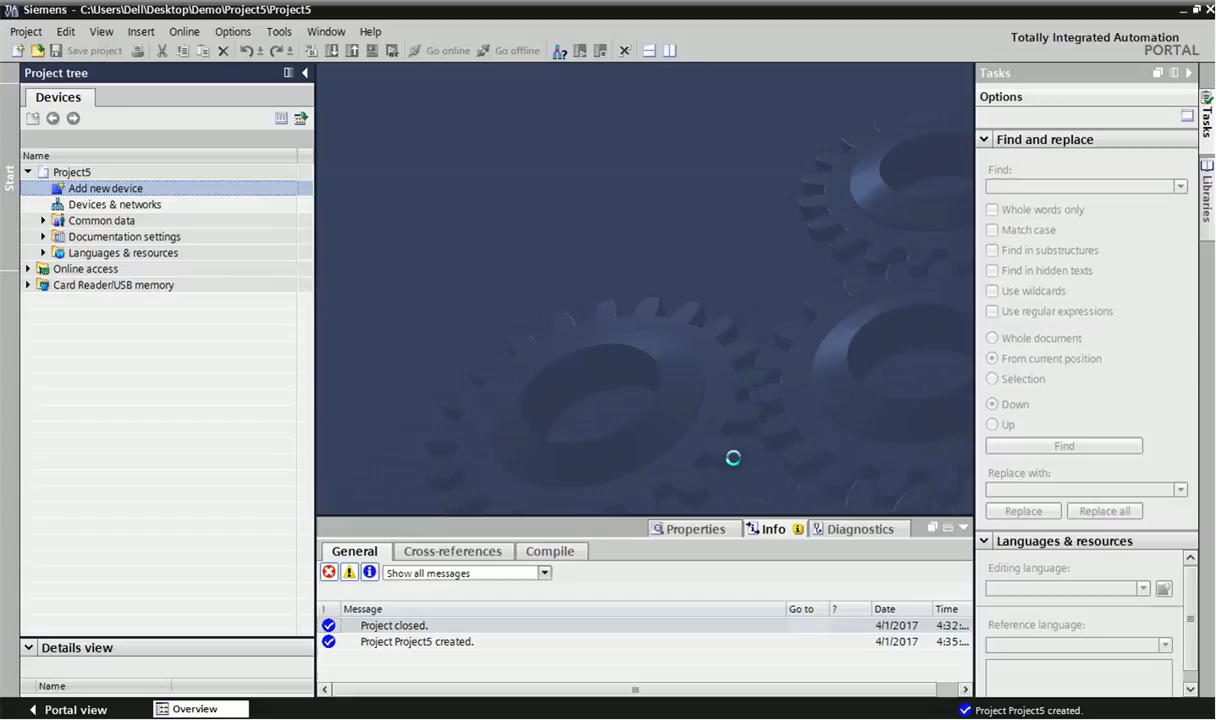 Siemens - C:\Users\Dell\Desktop\Demo\Project5\Project5
Project Edit View Insert Online Options Tools Window Help
Totally Integrated Automation
PORTAL
Save project Go online Go offline
Project tree
Devices
Name
Project5
Add new device
Devices & networks
Common data
Documentation settings
Languages & resources
Online access
Card Reader/USB memory
Details view
Name
Start
Properties Info Diagnostics
General Cross-references Compile
Show all messages
! Message Go to ? Date Time
Project closed. 4/1/2017 4:32:...
Project Project5 created. 4/1/2017 4:35:...
Tasks
Options
Find and replace
Find:
Whole words only
Match case
Find in substructures
Find in hidden texts
Use wildcards
Use regular expressions
Whole document
From current position
Selection
Down
Up
Find
Replace with:
Replace Replace all
Languages & resources
Editing language:
Reference language:
Tasks
Libraries
Portal view Overview
Project Project5 created.